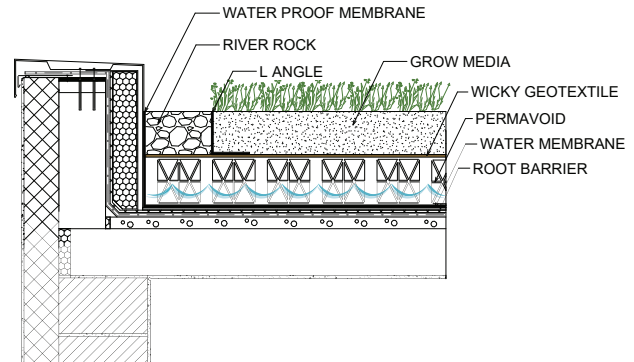 WATER PROOF MEMBRANE
RIVER ROCK
L ANGLE
GROW MEDIA
WICKY GEOTEXTILE
PERMAVOID
WATER MEMBRANE
ROOT BARRIER